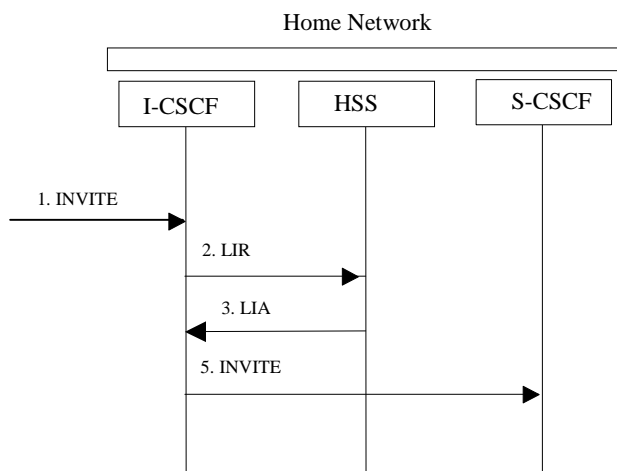 Home Network
I-CSCF
HSS
S-CSCF
1. INVITE
2. LIR
3. LIA
5. INVITE